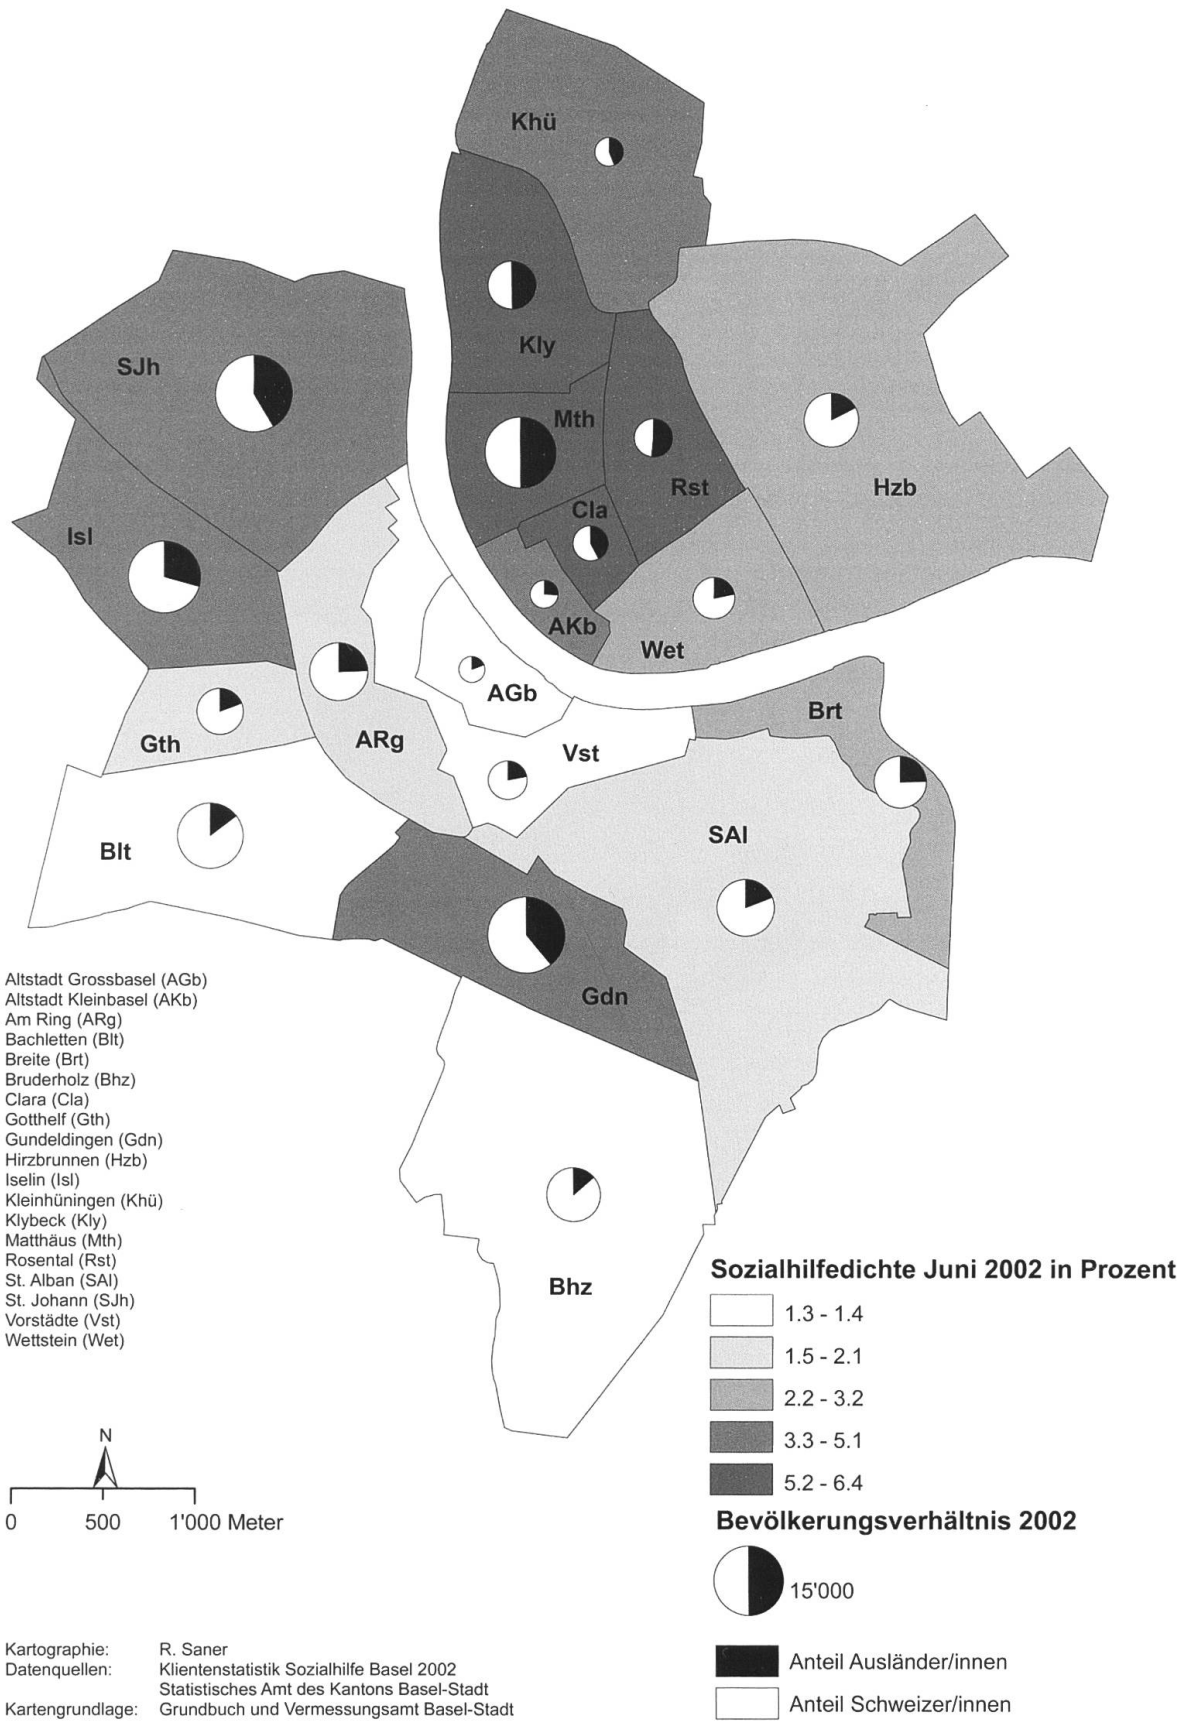 Khü
Kly
SJh
Mth
Rst
Hzb
Cla
Isl
AKb
Wet
AGb
Brt
Gth
ARg
Vst
SAl
Blt
Gdn
Bhz
Altstadt Grossbasel (AGb)
Altstadt Kleinbasel (AKb)
Am Ring (ARg)
Bachletten (Blt)
Breite (Brt)
Bruderholz (Bhz)
Clara (Cla)
Gotthelf (Gth)
Gundeldingen (Gdn)
Hirzbrunnen (Hzb)
Iselin (Isl)
Kleinhüningen (Khü)
Klybeck (Kly)
Matthäus (Mth)
Rosental (Rst)
St. Alban (SAl)
St. Johann (SJh)
Vorstädte (Vst)
Wettstein (Wet)
N
0 500 1'000 Meter
Sozialhilfedichte Juni 2002 in Prozent
1.3 - 1.4
1.5 - 2.1
2.2 - 3.2
3.3 - 5.1
5.2 - 6.4
Bevölkerungsverhältnis 2002
15'000
Anteil Ausländer/innen
Anteil Schweizer/innen
Kartographie: R. Saner
Datenquellen: Klientenstatistik Sozialhilfe Basel 2002
Statistisches Amt des Kantons Basel-Stadt
Kartengrundlage: Grundbuch und Vermessungsamt Basel-Stadt